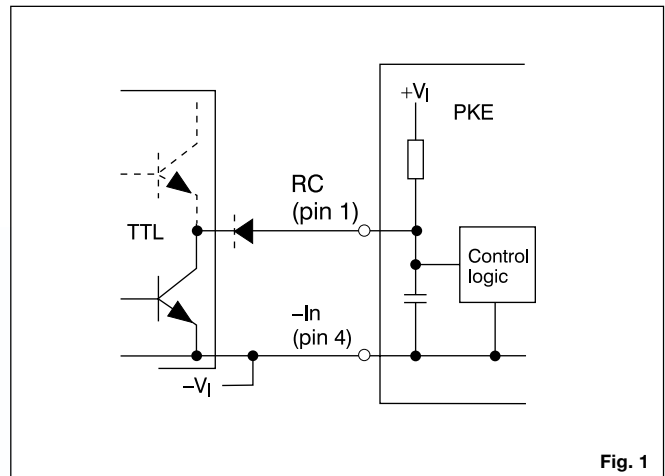 +VI
PKE
RC
(pin 1)
TTL
Control
logic
–In
(pin 4)
–VI
Fig. 1